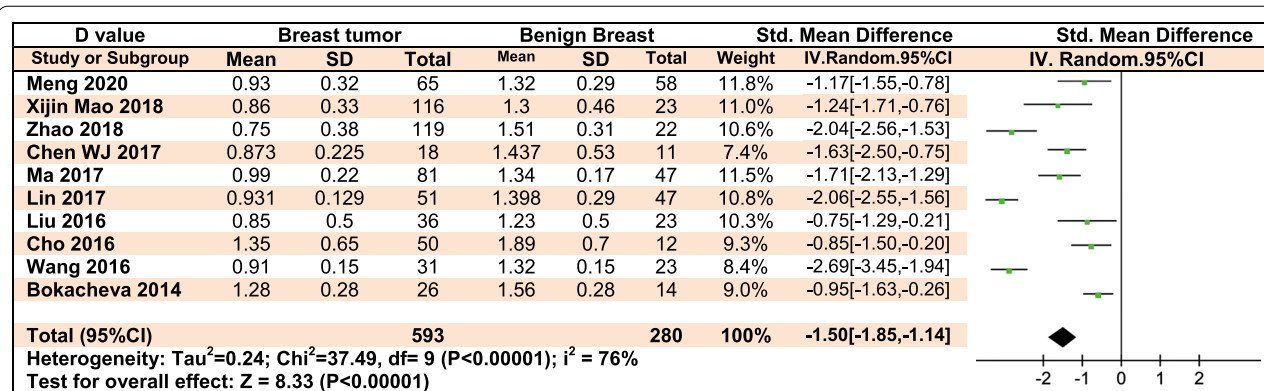 D value Breast tumor Benign Breast Std. Mean Difference Std. Mean Difference
Study or Subgroup Mean SD Total Mean SD Total Weight IV.Random.95%CI IV. Random.95%CI
Meng 2020 0.93 0.32 65 1.32 0.29 58 11.8% -1.17[-1.55,-0.78]
Xijin Mao 2018 0.86 0.33 116 1.3 0.46 23 11.0% -1.24[-1.71,-0.76]
Zhao 2018 0.75 0.38 119 1.51 0.31 22 10.6% -2.04[-2.56,-1.53]
Chen WJ 2017 0.873 0.225 18 1.437 0.53 11 7.4% -1.63[-2.50,-0.75]
Ma 2017 0.99 0.22 81 1.34 0.17 47 11.5% -1.71[-2.13,-1.29]
Lin 2017 0.931 0.129 51 1.398 0.29 47 10.8% -2.06[-2.55,-1.56]
Liu 2016 0.85 0.5 36 1.23 0.5 23 10.3% -0.75[-1.29,-0.21]
Cho 2016 1.35 0.65 50 1.89 0.7 12 9.3% -0.85[-1.50,-0.20]
Wang 2016 0.91 0.15 31 1.32 0.15 23 8.4% -2.69[-3.45,-1.94]
Bokacheva 2014 1.28 0.28 26 1.56 0.28 14 9.0% -0.95[-1.63,-0.26]
Total (95%CI) 593 280 100% -1.50[-1.85,-1.14]
Heterogeneity: Tau²=0.24; Chi²=37.49, df= 9 (P<0.00001); i² = 76%
Test for overall effect: Z = 8.33 (P<0.00001)
-2 -1 0 1 2